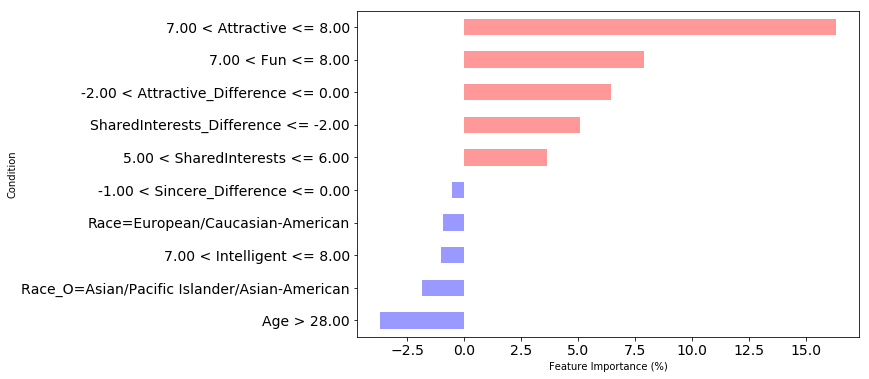 7.00 < Attractive <= 8.00
7.00 < Fun <= 8.00
-2.00 < Attractive_Difference <= 0.00
SharedInterests_Difference <= -2.00
5.00 < SharedInterests <= 6.00
-1.00 < Sincere_Difference <= 0.00
Race=European/Caucasian-American
7.00 < Intelligent <= 8.00
Race_O=Asian/Pacific Islander/Asian-American
Age > 28.00
Condition
−2.5 0.0 2.5 5.0 7.5 10.0 12.5 15.0
Feature Importance (%)